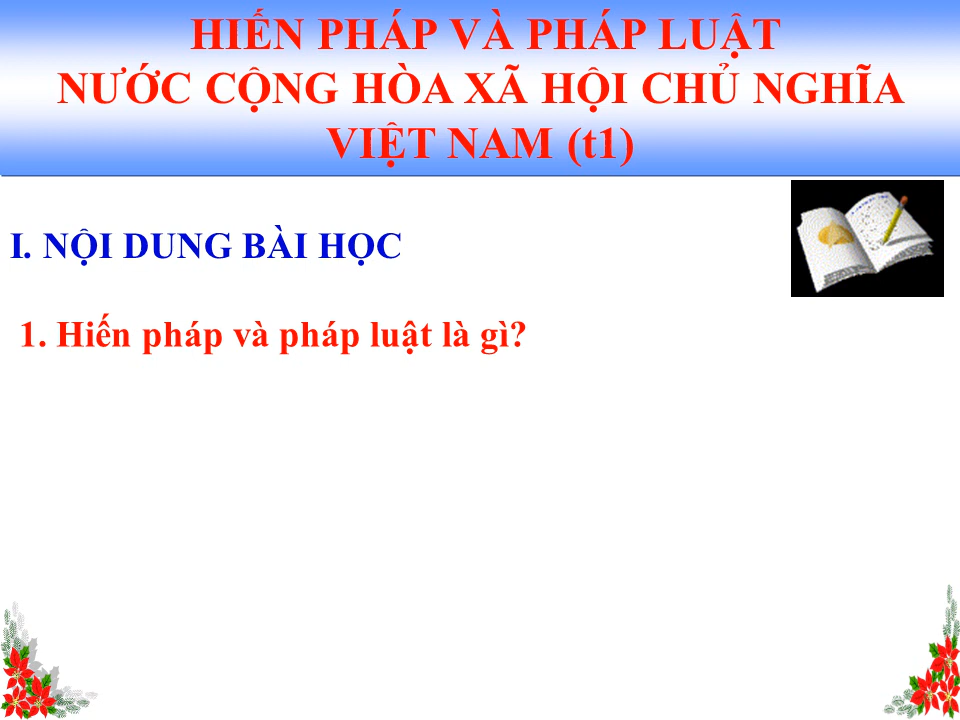 HIẾN PHÁP VÀ PHÁP LUẬT
NƯỚC CỘNG HÒA XÃ HỘI CHỦ NGHĨA
VIỆT NAM (t1)
I. NỘI DUNG BÀI HỌC
1. Hiến pháp và pháp luật là gì?